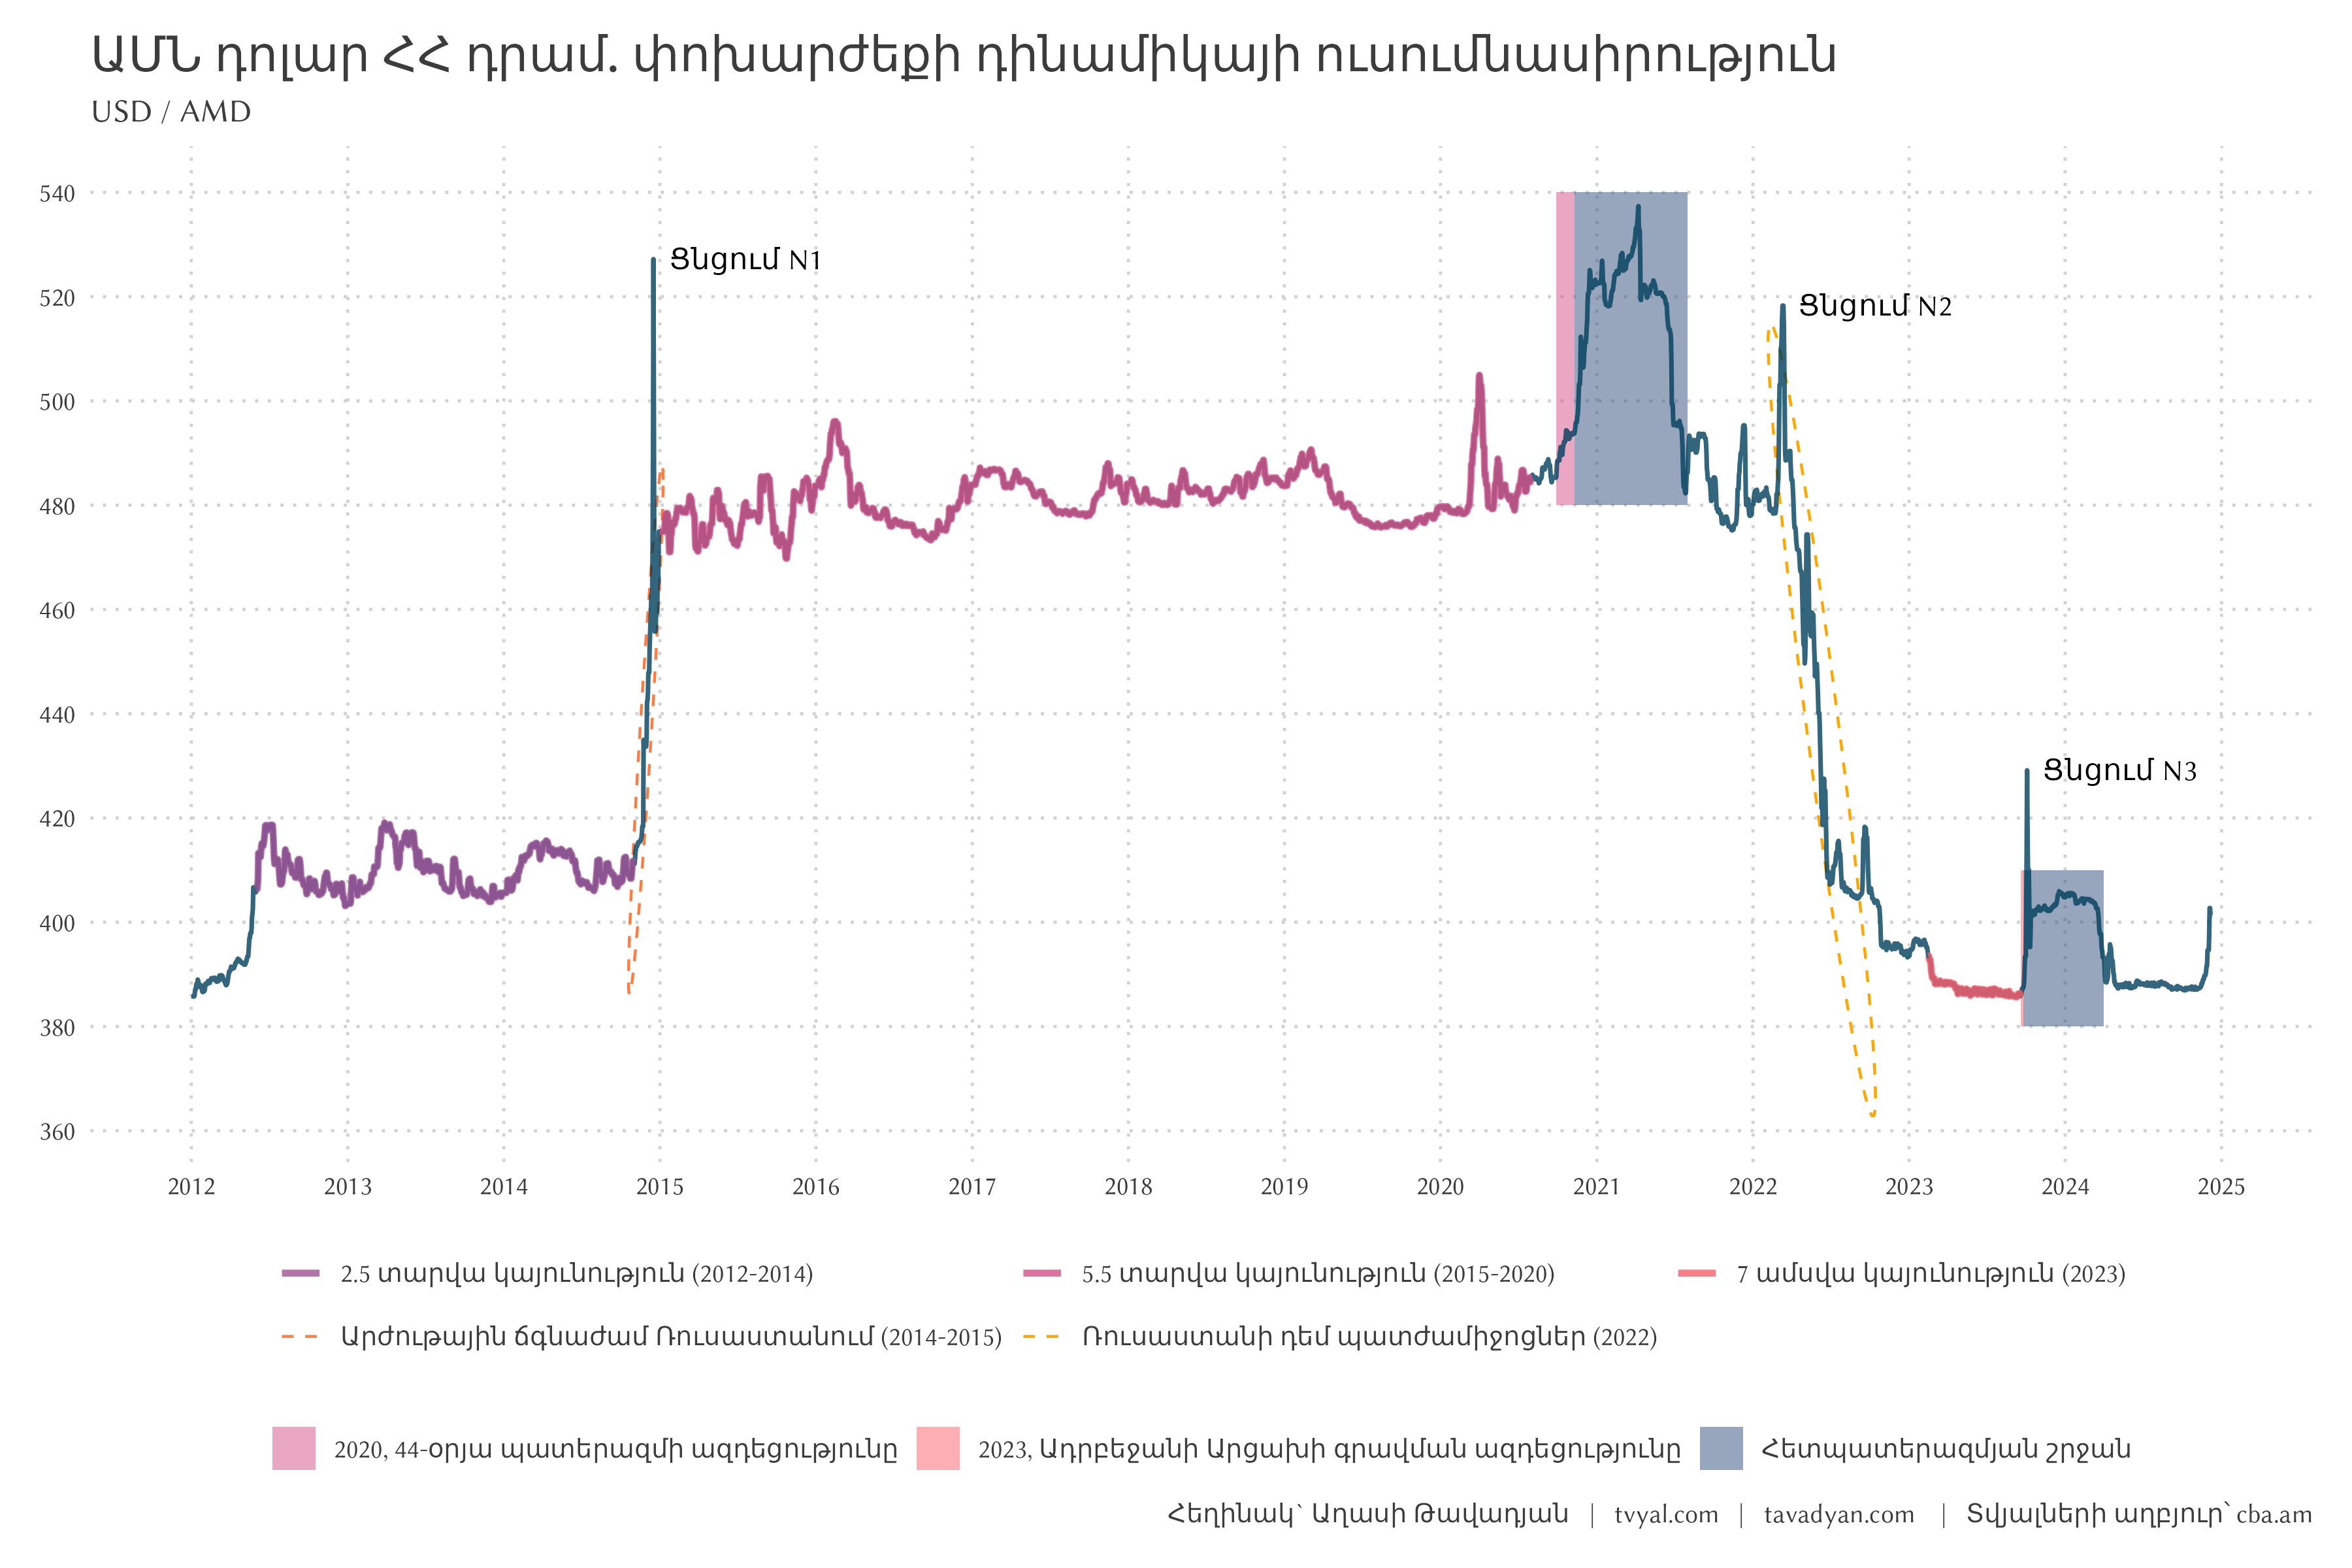 ԱՄՆ դոլար ՀՀ դրամ. փոխարժեքի դինամիկայի ուսումնասիրություն
USD / AMD
540
520
500
480
460
440
420
400
380
360
Ցնցում N1
Ցնցում N2
Ցնցում N3
2012 2013 2014 2015 2016 2017 2018 2019 2020 2021 2022 2023 2024 2025
2.5 տարվա կայունություն (2012-2014) 5.5 տարվա կայունություն (2015-2020) 7 ամսվա կայունություն (2023)
Արժութային ճգնաժամ Ռուսաստանում (2014-2015) Ռուսաստանի դեմ պատժամիջոցներ (2022)
2020, 44-օրյա պատերազմի ազդեցությունը 2023, Ադրբեջանի Արցախի գրավման ազդեցությունը Հետպատերազմյան շրջան
Հեղինակ` Աղասի Թավադյան | tvyal.com | tavadyan.com | Տվյալների աղբյուր` cba.am